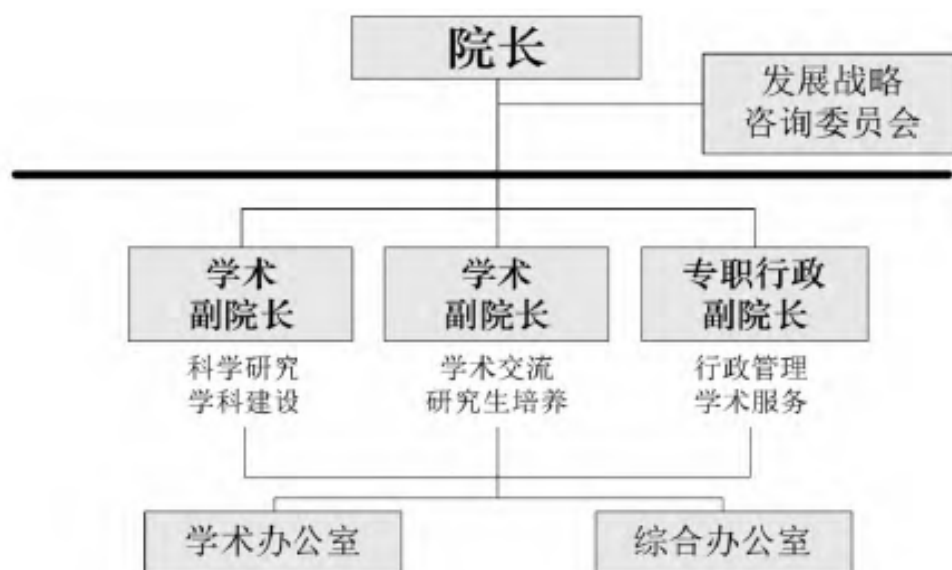 院长
发展战略
咨询委员会
学术
副院长
学术
副院长
专职行政
副院长
科学研究
学科建设
学术交流
研究生培养
行政管理
学术服务
学术办公室
综合办公室